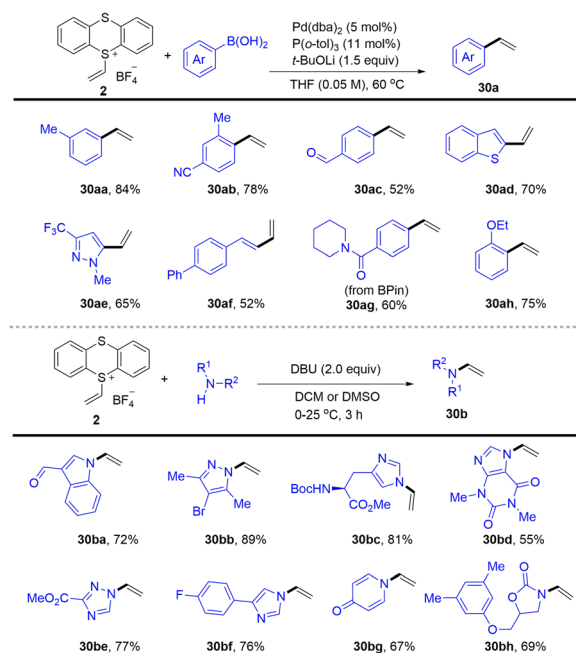 S
S+
BF4−
2
+
B(OH)2
Ar
Pd(dba)2 (5 mol%)
P(o-tol)3 (11 mol%)
t-BuOLi (1.5 equiv)
THF (0.05 M), 60 °C
Ar
30a
Me
30aa, 84%
Me
NC
30ab, 78%
O
30ac, 52%
S
30ad, 70%
F3C
N
N
Me
30ae, 65%
Ph
30af, 52%
N
O
(from BPin)
30ag, 60%
OEt
30ah, 75%
S
S+
BF4−
2
+
R1
N
R2
H
DBU (2.0 equiv)
DCM or DMSO
0-25 °C, 3 h
R2
N
R1
30b
O
N
30ba, 72%
N
N
Me
Br
Me
30bb, 89%
N
N
BocHN
CO2Me
30bc, 81%
N
N
O
Me
N
N
Me
O
30bd, 55%
MeO2C
N
N
N
30be, 77%
F
N
N
30bf, 76%
O
N
30bg, 67%
Me
Me
O
O
O
N
30bh, 69%